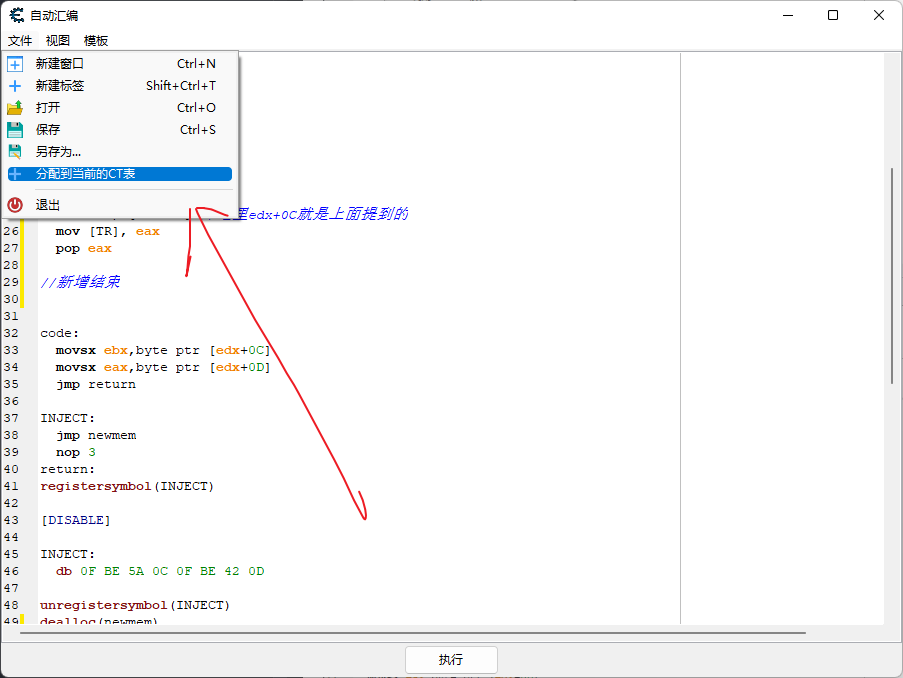 自动汇编
文件 视图 模板
新建窗口 Ctrl+N
新建标签 Shift+Ctrl+T
打开 Ctrl+O
保存 Ctrl+S
另存为...
分配到当前的CT表
退出
里edx+0C就是上面提到的
26 mov [TR], eax
27 pop eax
28
29 //新增结束
30
31
32 code:
33 movsx ebx,byte ptr [edx+0C]
34 movsx eax,byte ptr [edx+0D]
35 jmp return
36
37 INJECT:
38 jmp newmem
39 nop 3
40 return:
41 registersymbol(INJECT)
42
43 [DISABLE]
44
45 INJECT:
46 db 0F BE 5A 0C 0F BE 42 0D
47
48 unregistersymbol(INJECT)
49 dealloc(newmem)
执行